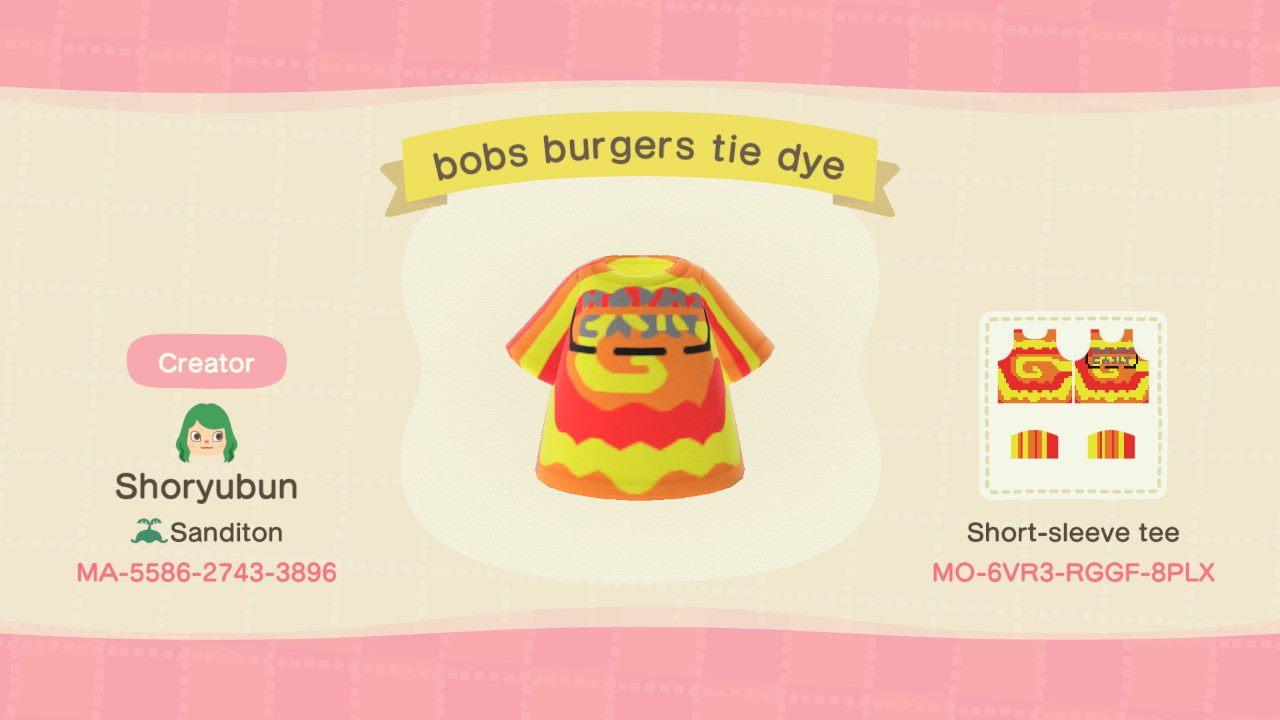 bobs burgers tie dye
Creator
Shoryubun
Sanditon
MA-5586-2743-3896
Short-sleeve tee
MO-6VR3-RGGF-8PLX